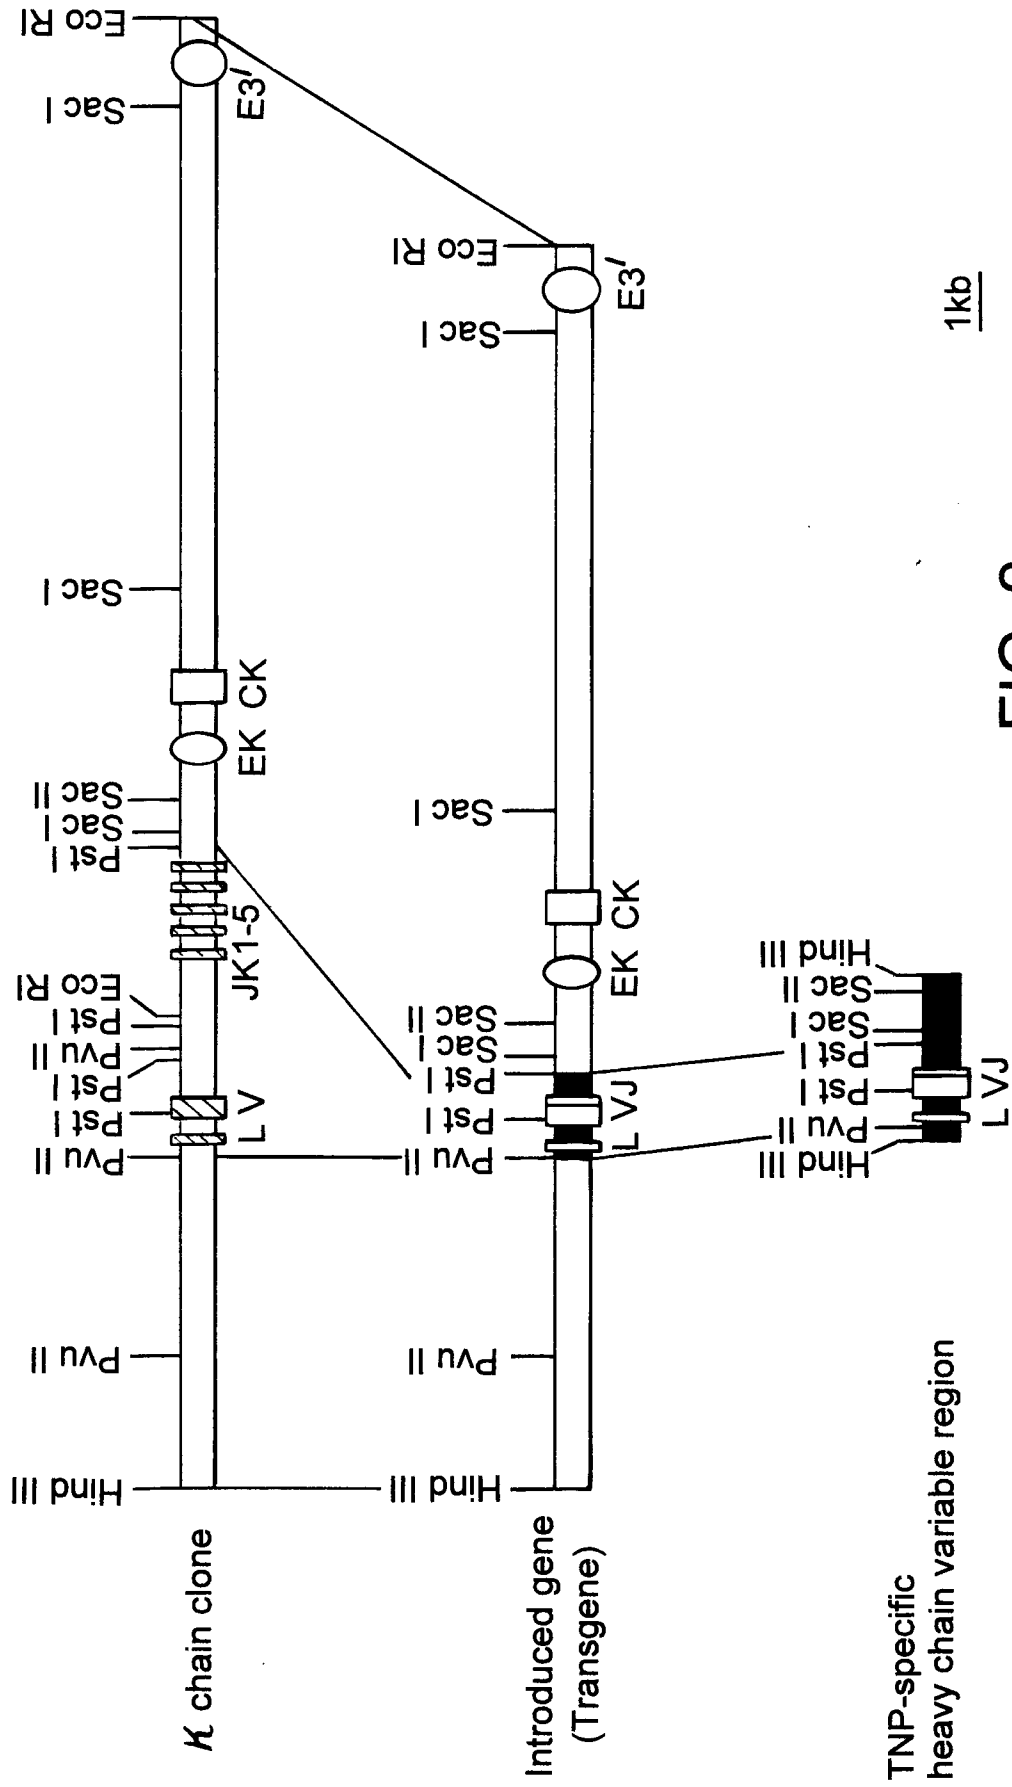 Hind III Pvu II Pvu II Pst I Pst I Pvu II Pst I Eco RI Pst I Sac I Sac II Sac I Sac I Eco RI
K chain clone
L V JK1-5 EK CK E3'
Hind III Pvu II Pvu II Pst I Pst I Sac I Sac II Sac I Sac I Eco RI
Introduced gene
(Transgene)
L VJ EK CK E3'
Hind III Pvu II Pst I Pst I Sac I Sac II Hind III
TNP-specific
heavy chain variable region
L VJ
1kb
FIG.